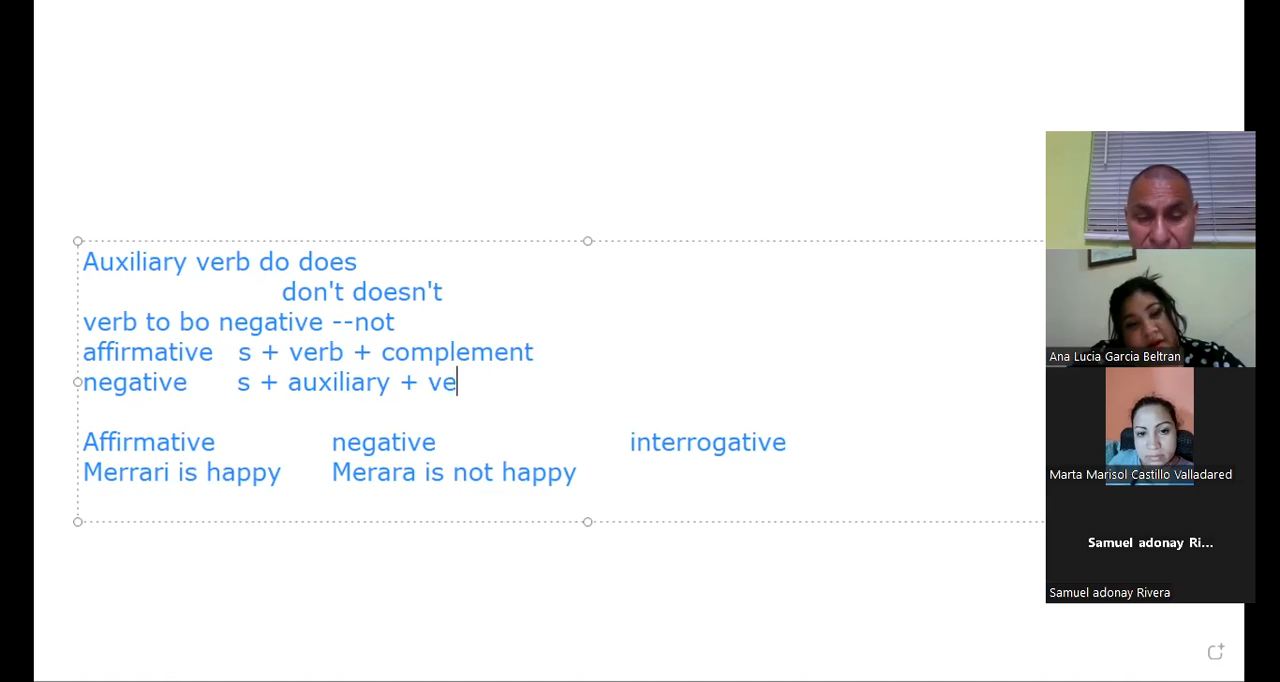 Auxiliary verb do does
don't doesn't
verb to bo negative --not
affirmative s + verb + complement
negative s + auxiliary + ve
Affirmative negative interrogative
Merrari is happy Merara is not happy
Ana Lucia Garcia Beltran
Marta Marisol Castillo Valladared
Samuel adonay Ri...
Samuel adonay Rivera